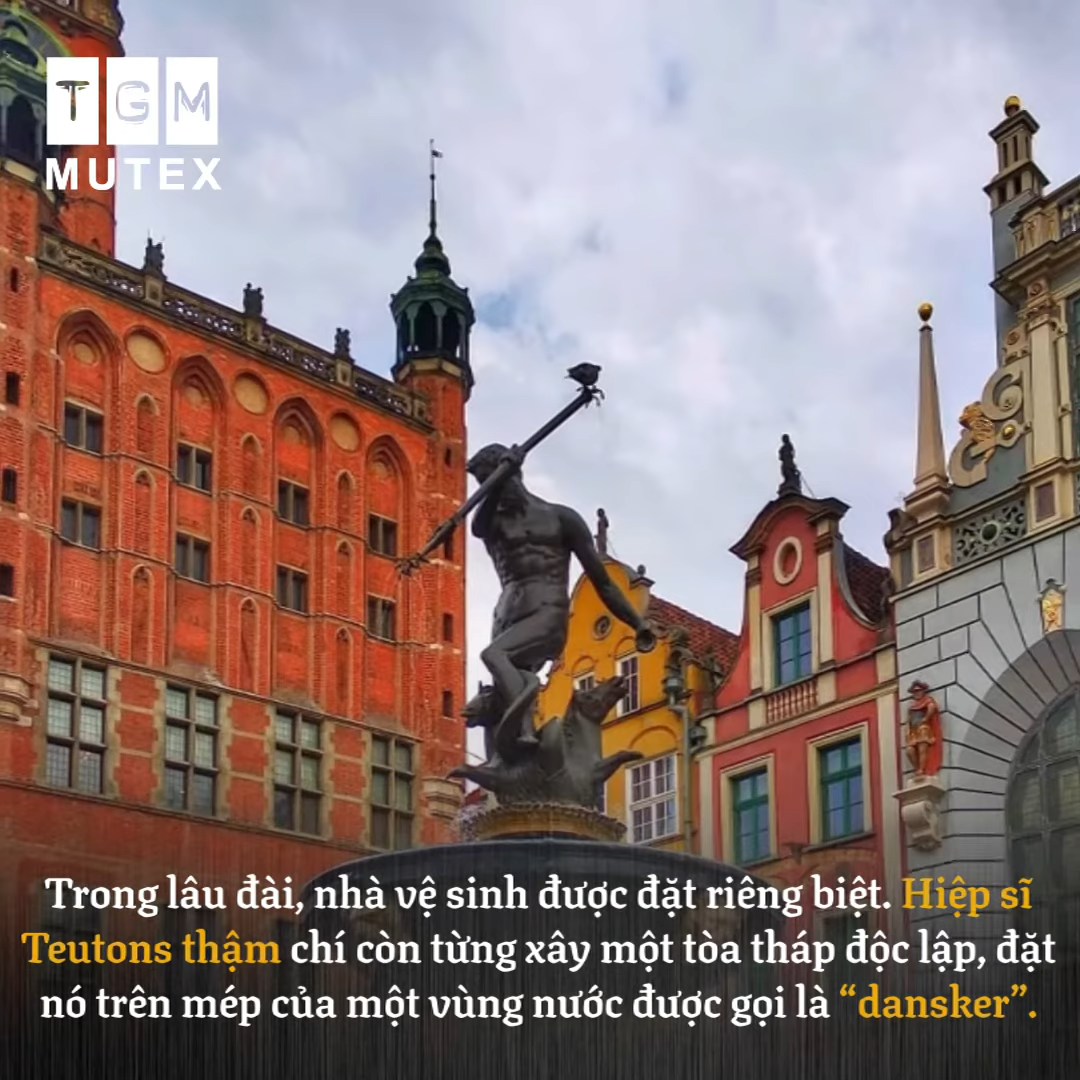 TGM
MUTEX
Trong lâu đài, nhà vệ sinh được đặt riêng biệt. Hiệp sĩ
Teutons thậm chí còn từng xây một tòa tháp độc lập, đặt
nó trên mép của một vùng nước được gọi là “dansker”.